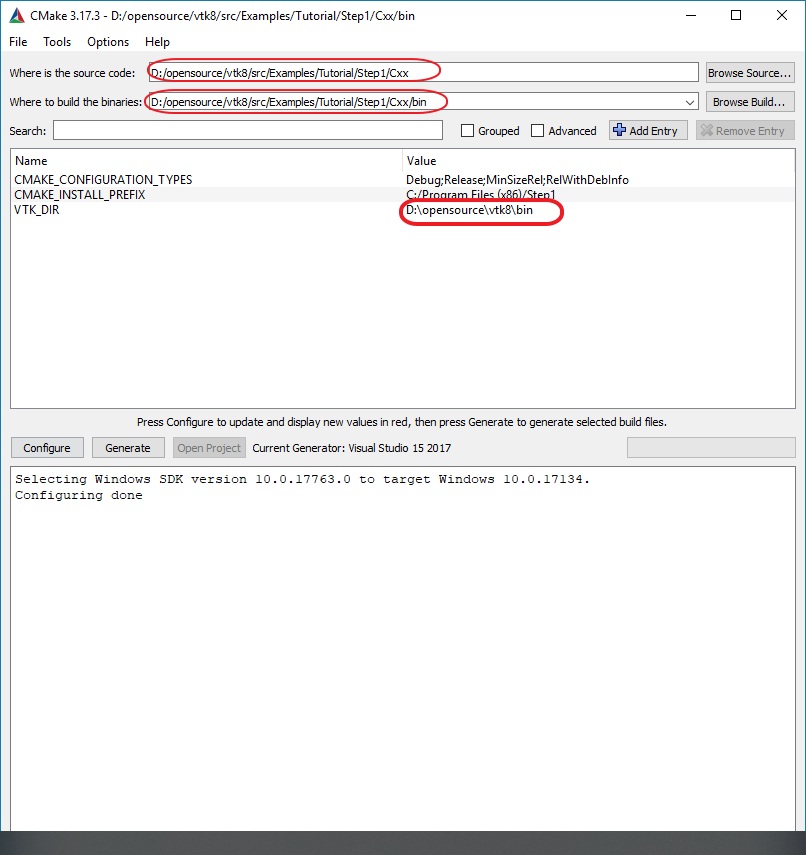 CMake 3.17.3 - D:/opensource/vtk8/src/Examples/Tutorial/Step1/Cxx/bin
File Tools Options Help
Where is the source code: D:/opensource/vtk8/src/Examples/Tutorial/Step1/Cxx Browse Source...
Where to build the binaries: D:/opensource/vtk8/src/Examples/Tutorial/Step1/Cxx/bin Browse Build...
Search: Grouped Advanced Add Entry Remove Entry
Name Value
CMAKE_CONFIGURATION_TYPES Debug;Release;MinSizeRel;RelWithDebInfo
CMAKE_INSTALL_PREFIX C:/Program Files (x86)/Step1
VTK_DIR D:\opensource\vtk8\bin
Press Configure to update and display new values in red, then press Generate to generate selected build files.
Configure Generate Open Project Current Generator: Visual Studio 15 2017
Selecting Windows SDK version 10.0.17763.0 to target Windows 10.0.17134.
Configuring done